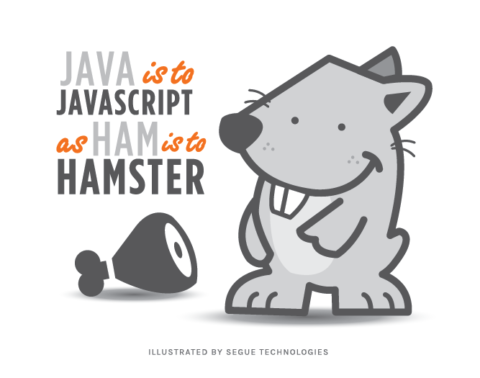 JAVA is to
JAVASCRIPT
as HAM is to
HAMSTER
ILLUSTRATED BY SEGUE TECHNOLOGIES